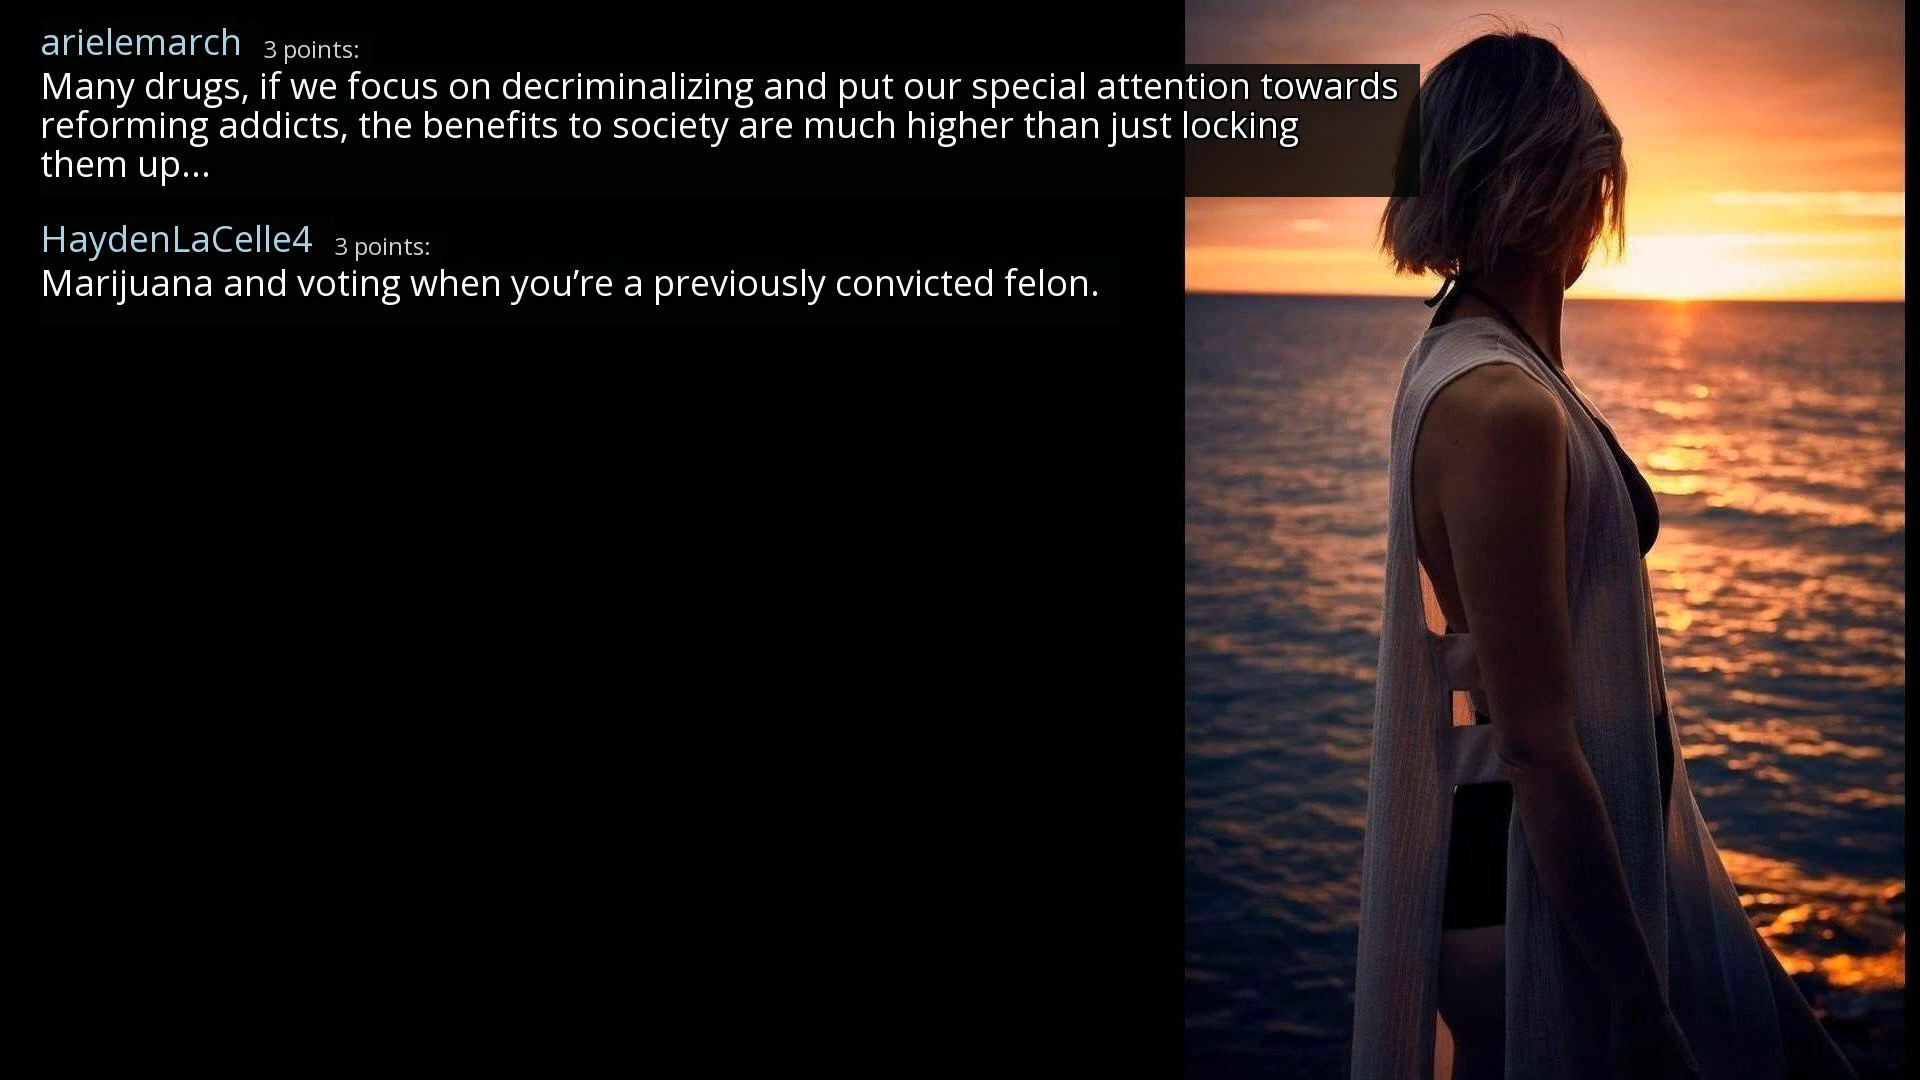 arielemarch 3 points:
Many drugs, if we focus on decriminalizing and put our special attention towards
reforming addicts, the benefits to society are much higher than just locking
them up...
HaydenLaCelle4 3 points:
Marijuana and voting when you’re a previously convicted felon.